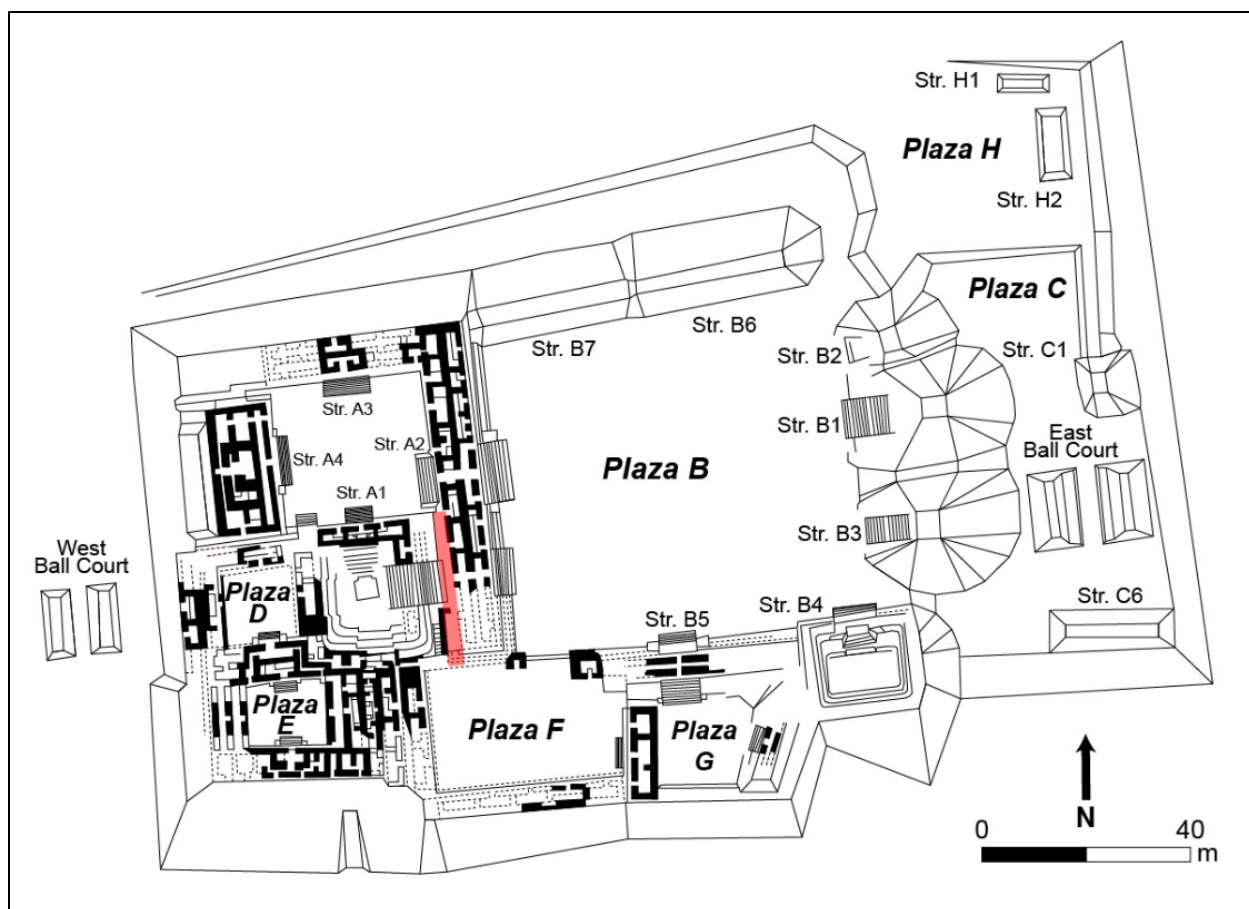 Str. H1
Plaza H
Str. H2
Plaza C
Str. B6
Str. B7
Str. B2
Str. C1
Str. A3
Str. B1
Str. A2
East
Ball Court
Str. A4
Plaza B
Str. A1
Str. B3
West
Ball Court
Plaza
D
Str. B4
Str. C6
Str. B5
Plaza
E
Plaza F
Plaza
G
N
0 40
m